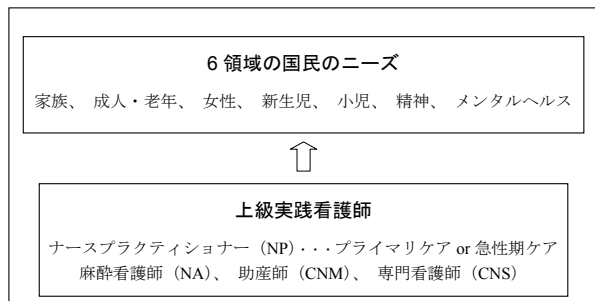 6 領域の国民のニーズ
家族、 成人・老年、 女性、 新生児、 小児、 精神、 メンタルヘルス
上級実践看護師
ナースプラクティショナー（NP）・・・プライマリケア or 急性期ケア
麻酔看護師（NA）、 助産師（CNM）、 専門看護師（CNS）